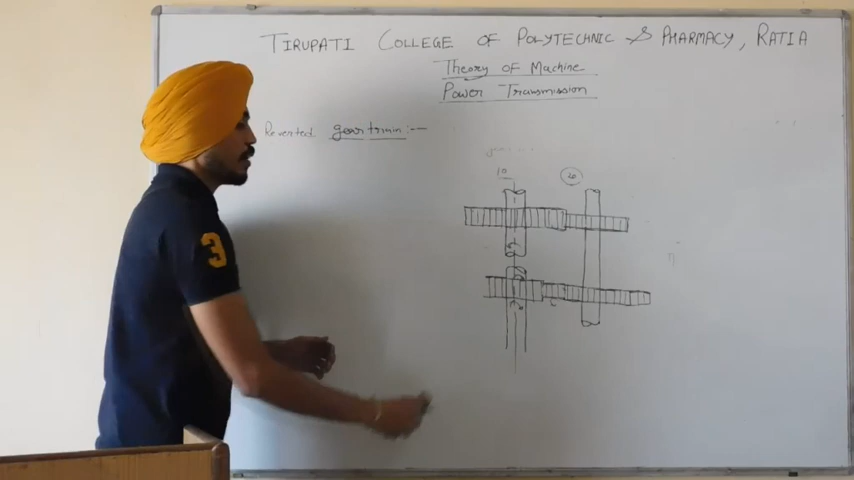 TIRUPATI COLLEGE OF POLYTECHNIC & PHARMACY, RATIA
Theory of Machine
Power Transmission
Reverted gear train :-
10
20
3